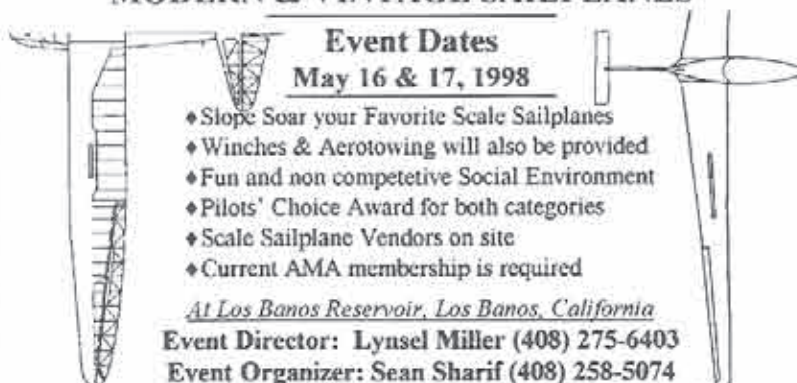 MODERN & VINTAGE SAILPLANES
Event Dates
May 16 & 17, 1998
♦Slope Soar your Favorite Scale Sailplanes
♦Winches & Aerotowing will also be provided
♦Fun and non competetive Social Environment
♦Pilots' Choice Award for both categories
♦Scale Sailplane Vendors on site
♦Current AMA membership is required
At Los Banos Reservoir, Los Banos, California
Event Director: Lynsel Miller (408) 275-6403
Event Organizer: Sean Sharif (408) 258-5074